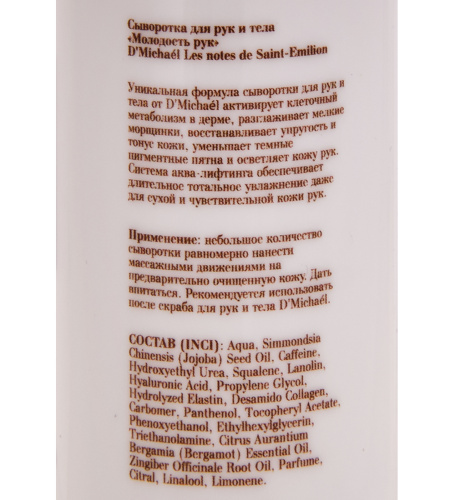 Сыворотка для рук и тела
«Молодость рук»
D'Michaél Les notes de Saint-Emilion
Уникальная формула сыворотки для рук и
тела от D'Michaél активирует клеточный
метаболизм в дерме, разглаживает мелкие
морщинки, восстанавливает упругость и
тонус кожи, уменьшает темные
пигментные пятна и осветляет кожу рук.
Система аква-лифтинга обеспечивает
длительное тотальное увлажнение даже
для сухой и чувствительной кожи рук.
Применение: небольшое количество
сыворотки равномерно нанести
массажными движениями на
предварительно очищенную кожу. Дать
впитаться. Рекомендуется использовать
после скраба для рук и тела D'Michaél.
СОСТАВ (INCI): Aqua, Simmondsia
Chinensis (Jojoba) Seed Oil, Caffeine,
Hydroxyethyl Urea, Squalene, Lanolin,
Hyaluronic Acid, Propylene Glycol,
Hydrolyzed Elastin, Desamido Collagen,
Carbomer, Panthenol, Tocopheryl Acetate,
Phenoxyethanol, Ethylhexylglycerin,
Triethanolamine, Citrus Aurantium
Bergamia (Bergamot) Essential Oil,
Zingiber Officinale Root Oil, Parfume,
Citral, Linalool, Limonene.